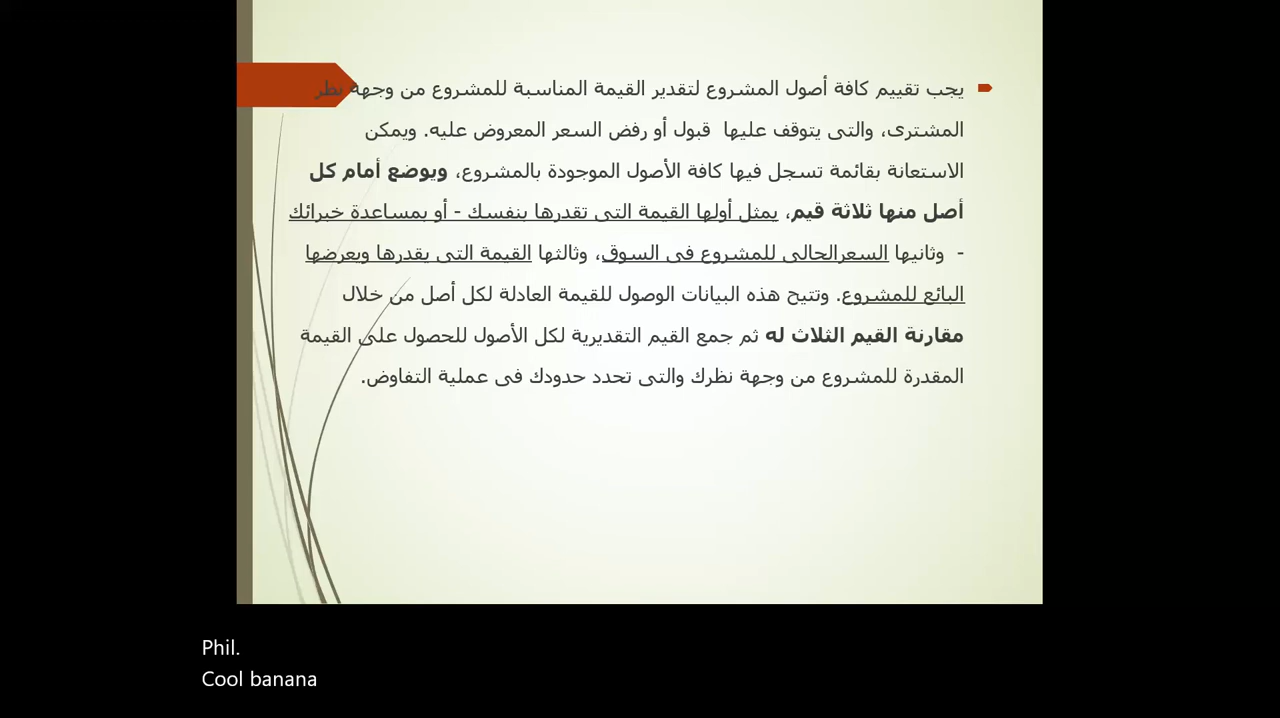 يجب تقييم كافة أصول المشروع لتقدير القيمة المناسبة للمشروع من وجهة نظر
المشترى، والتى يتوقف عليها قبول أو رفض السعر المعروض عليه. ويمكن
الاستعانة بقائمة تسجل فيها كافة الأصول الموجودة بالمشروع، ويوضع أمام كل
أصل منها ثلاثة قيم، يمثل أولها القيمة التى تقدرها بنفسك - أو بمساعدة خبرائك
- وثانيها السعرالحالى للمشروع فى السوق، وثالثها القيمة التى يقدرها ويعرضها
البائع للمشروع. وتتيح هذه البيانات الوصول للقيمة العادلة لكل أصل من خلال
مقارنة القيم الثلاث له ثم جمع القيم التقديرية لكل الأصول للحصول على القيمة
المقدرة للمشروع من وجهة نظرك والتى تحدد حدودك فى عملية التفاوض.
Phil.
Cool banana